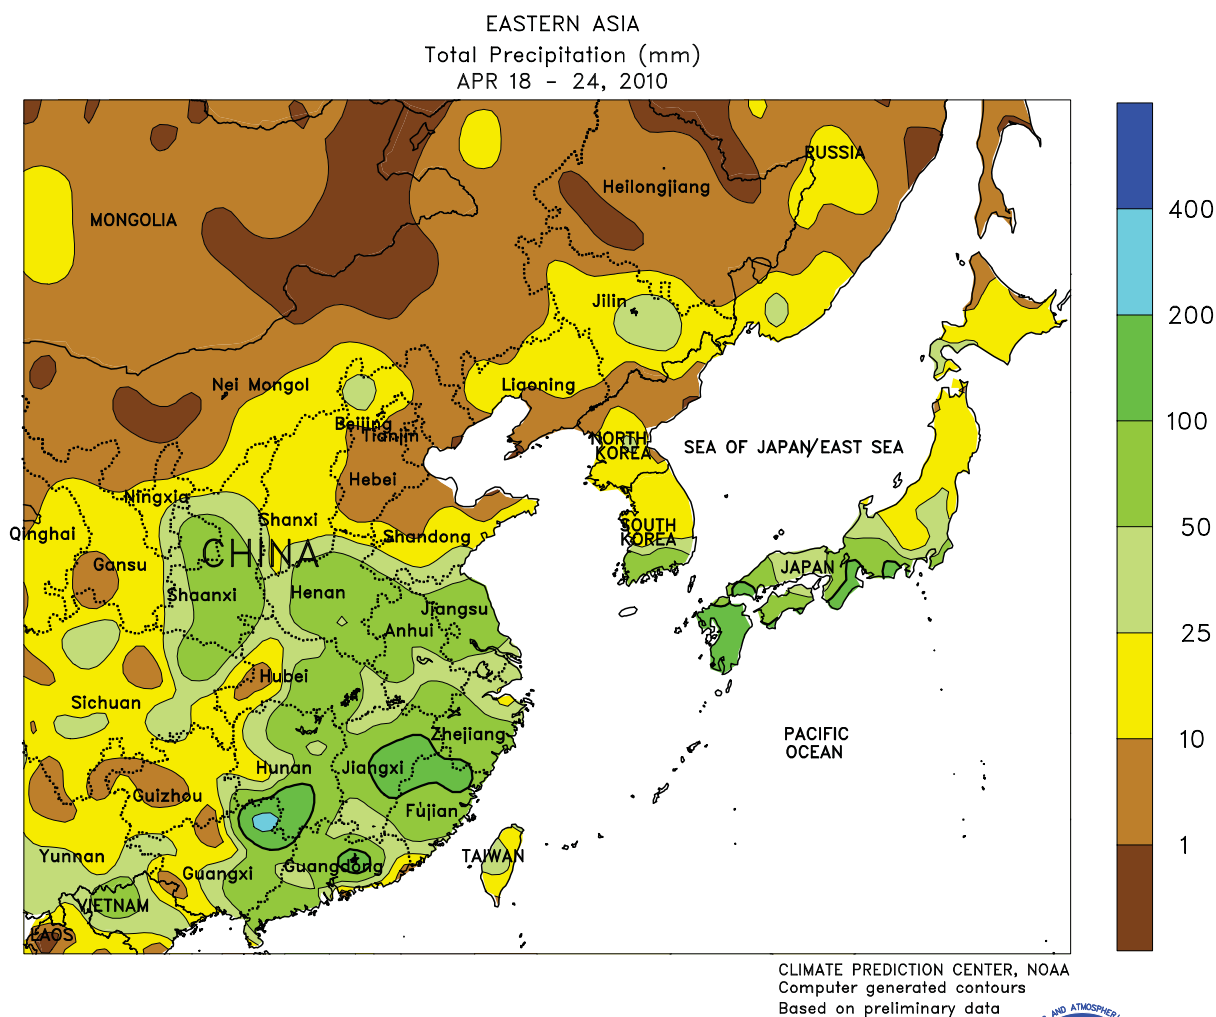 EASTERN ASIA
Total Precipitation (mm)
APR 18 - 24, 2010
RUSSIA
Heilongjiang
MONGOLIA
400
Jilin
200
Nei Mongol
Liaoning
Beijing
Tianjin
100
NORTH
KOREA
SEA OF JAPAN/EAST SEA
Hebei
Ningxia
Shanxi
SOUTH
KOREA
50
Qinghai
Shandong
CHINA
Gansu
JAPAN
Shaanxi
Henan
Jiangsu
Anhui
25
Hubei
Sichuan
Zhejiang
PACIFIC
OCEAN
10
Hunan
Jiangxi
Guizhou
Fujian
1
Yunnan
TAIWAN
Guangxi
Guangdong
VIETNAM
LAOS
CLIMATE PREDICTION CENTER, NOAA
Computer generated contours
Based on preliminary data
AND ATMOSPHERI